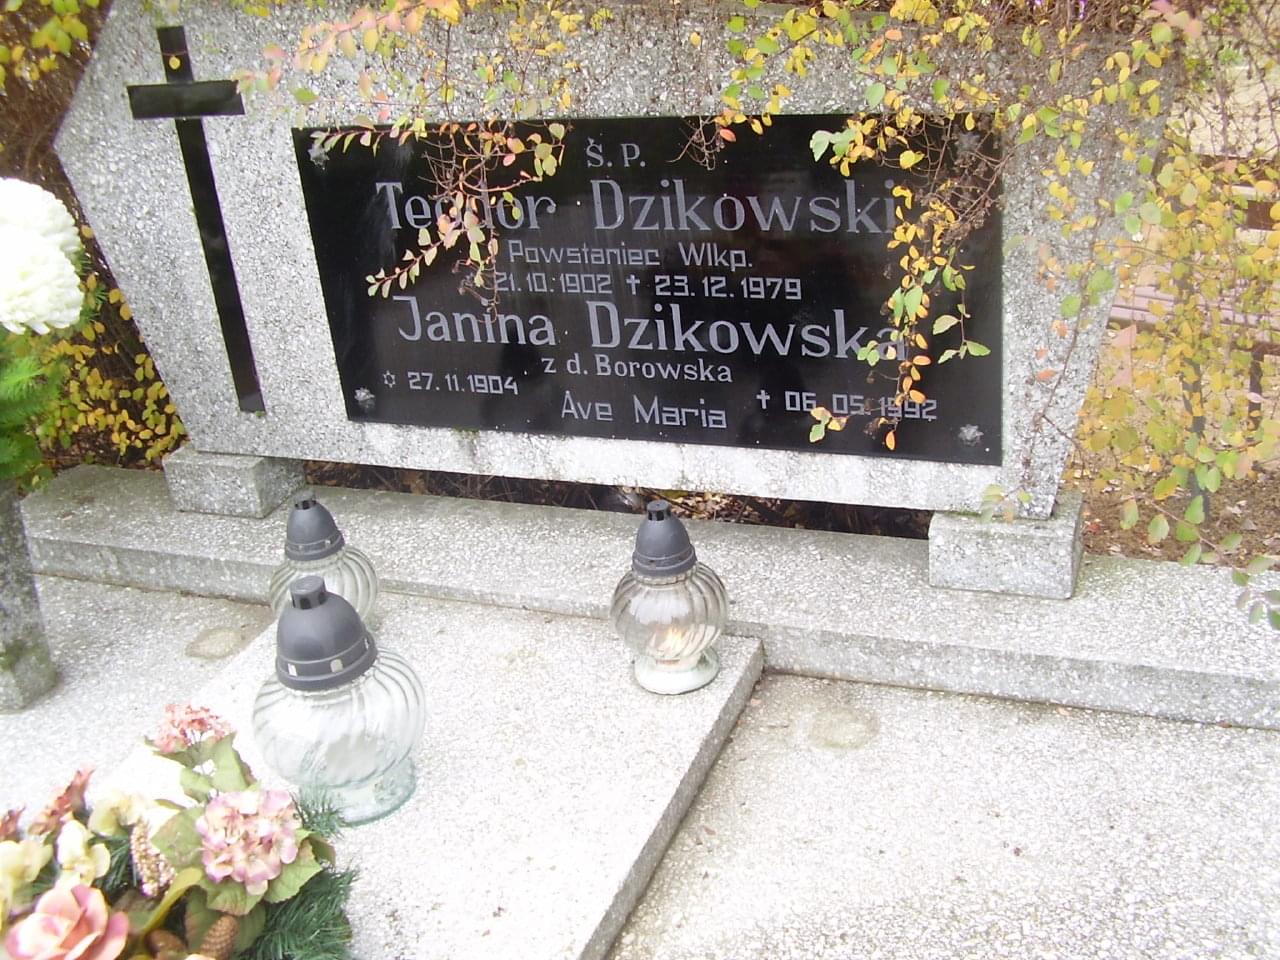 Ś. P.
Teodor Dzikowski
Powstaniec Wlkp.
21.10.1902 ✝ 23.12.1979
Janina Dzikowska
z d. Borowska
✡ 27.11.1904 ✝ 06.05.1992
Ave Maria